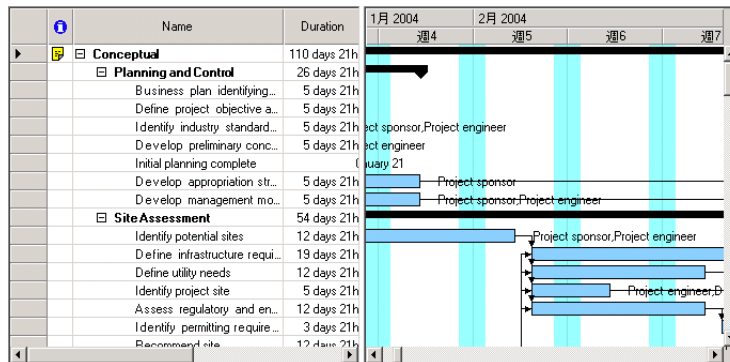 Name Duration 1月 2004 2月 2004
週4 週5 週6 週7
Conceptual 110 days 21h
Planning and Control 26 days 21h
Business plan identifying... 5 days 21h
Define project objective a... 5 days 21h
Identify industry standard... 5 days 21h ect sponsor,Project engineer
Develop preliminary conc... 5 days 21h ect engineer
Initial planning complete nuary 21
Develop appropriation str... 5 days 21h Project sponsor
Develop management mo... 5 days 21h Project sponsor,Project engineer
Site Assessment 54 days 21h
Identify potential sites 12 days 21h Project sponsor,Project engineer
Define infrastructure requi... 19 days 21h
Define utility needs 12 days 21h
Identify project site 5 days 21h Project engineer,D
Assess regulatory and en... 12 days 21h
Identify permitting require... 3 days 21h
Recommend site 12 days 21h